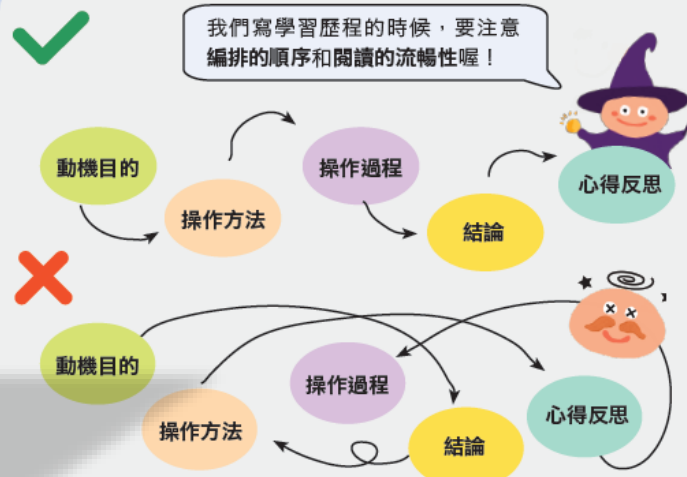 我們寫學習歷程的時候，要注意
編排的順序和閱讀的流暢性喔！
動機目的
操作方法
操作過程
結論
心得反思
動機目的
操作方法
操作過程
結論
心得反思